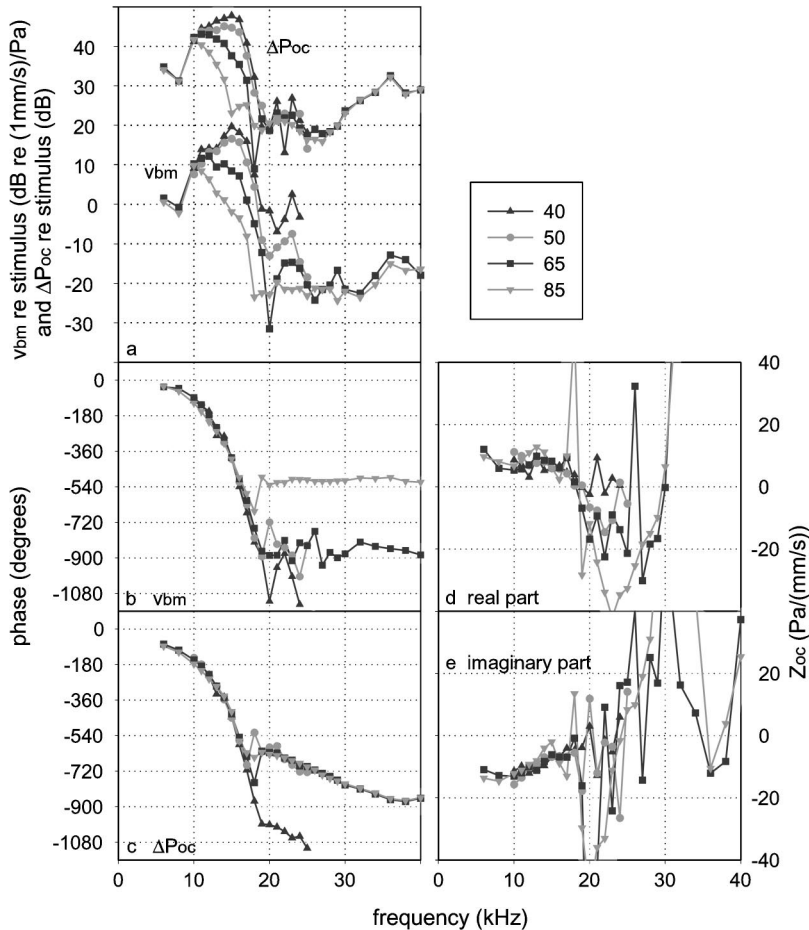 vbm re stimulus (dB re (1mm/s)/Pa)
and ΔPoc re stimulus (dB)
40
30
20
10
0
-10
-20
-30
ΔPoc
vbm
a
40
50
65
85
phase (degrees)
0
-180
-360
-540
-720
-900
-1080
b vbm
0
-180
-360
-540
-720
-900
-1080
c ΔPoc
40
20
0
-20
d real part
e imaginary part
20
0
-20
-40
Zoc (Pa/(mm/s))
0 10 20 30
0 10 20 30 40
frequency (kHz)